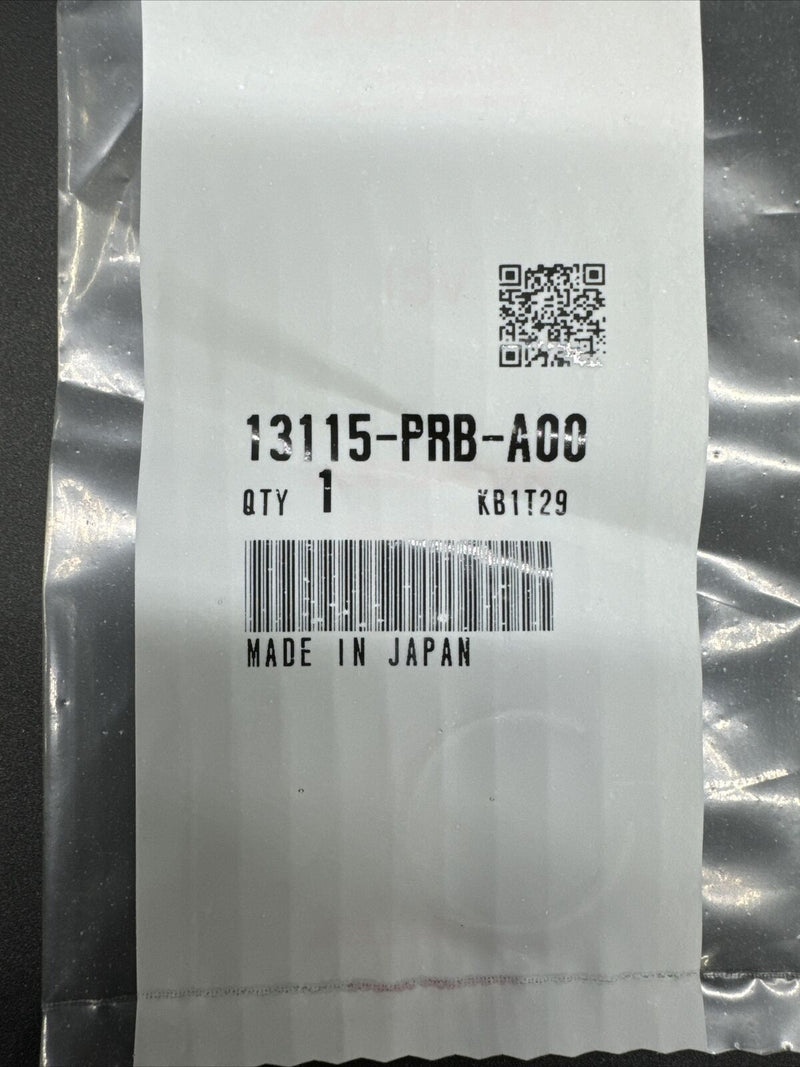 13115-PRB-A00
QTY 1 KB1T29
MADE IN JAPAN